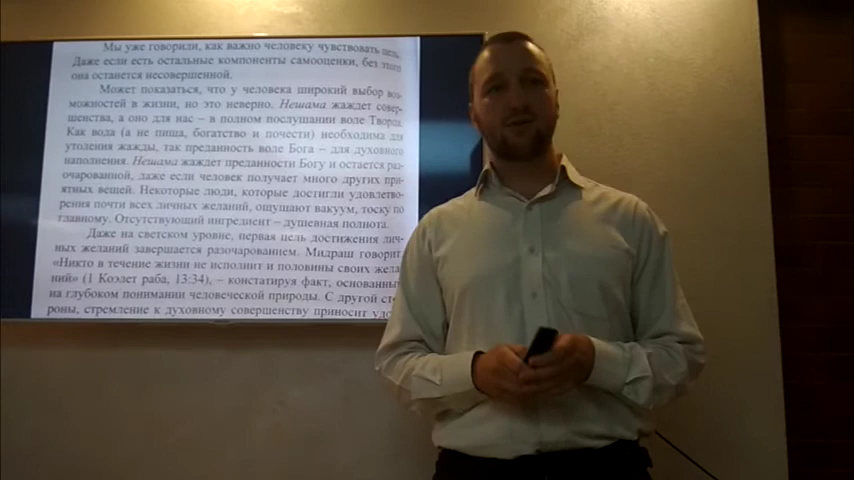 Мы уже говорили, как важно человеку чувствовать цель.
Даже если есть остальные компоненты самооценки, без этого
она останется несовершенной.
Может показаться, что у человека широкий выбор воз-
можностей в жизни, но это неверно. Нешама жаждет совер-
шенства, а оно для нас – в полном послушании воле Творца.
Как вода (а не пища, богатство и почести) необходима для
утоления жажды, так преданность воле Бога – для духовного
наполнения. Нешама жаждет преданности Богу и остается раз-
очарованной, даже если человек получает много других при-
ятных вещей. Некоторые люди, которые достигли удовлетво-
рения почти всех личных желаний, ощущают вакуум, тоску по
главному. Отсутствующий ингредиент – душевная полнота.
Даже на светском уровне, первая цель достижения лич-
ных желаний завершается разочарованием. Мидраш говорит
«Никто в течение жизни не исполнит и половины своих жела-
ний» (1 Коэлет раба, 13:34), – констатируя факт, основанны
на глубоком понимании человеческой природы. С другой сто-
роны, стремление к духовному совершенству приносит удо